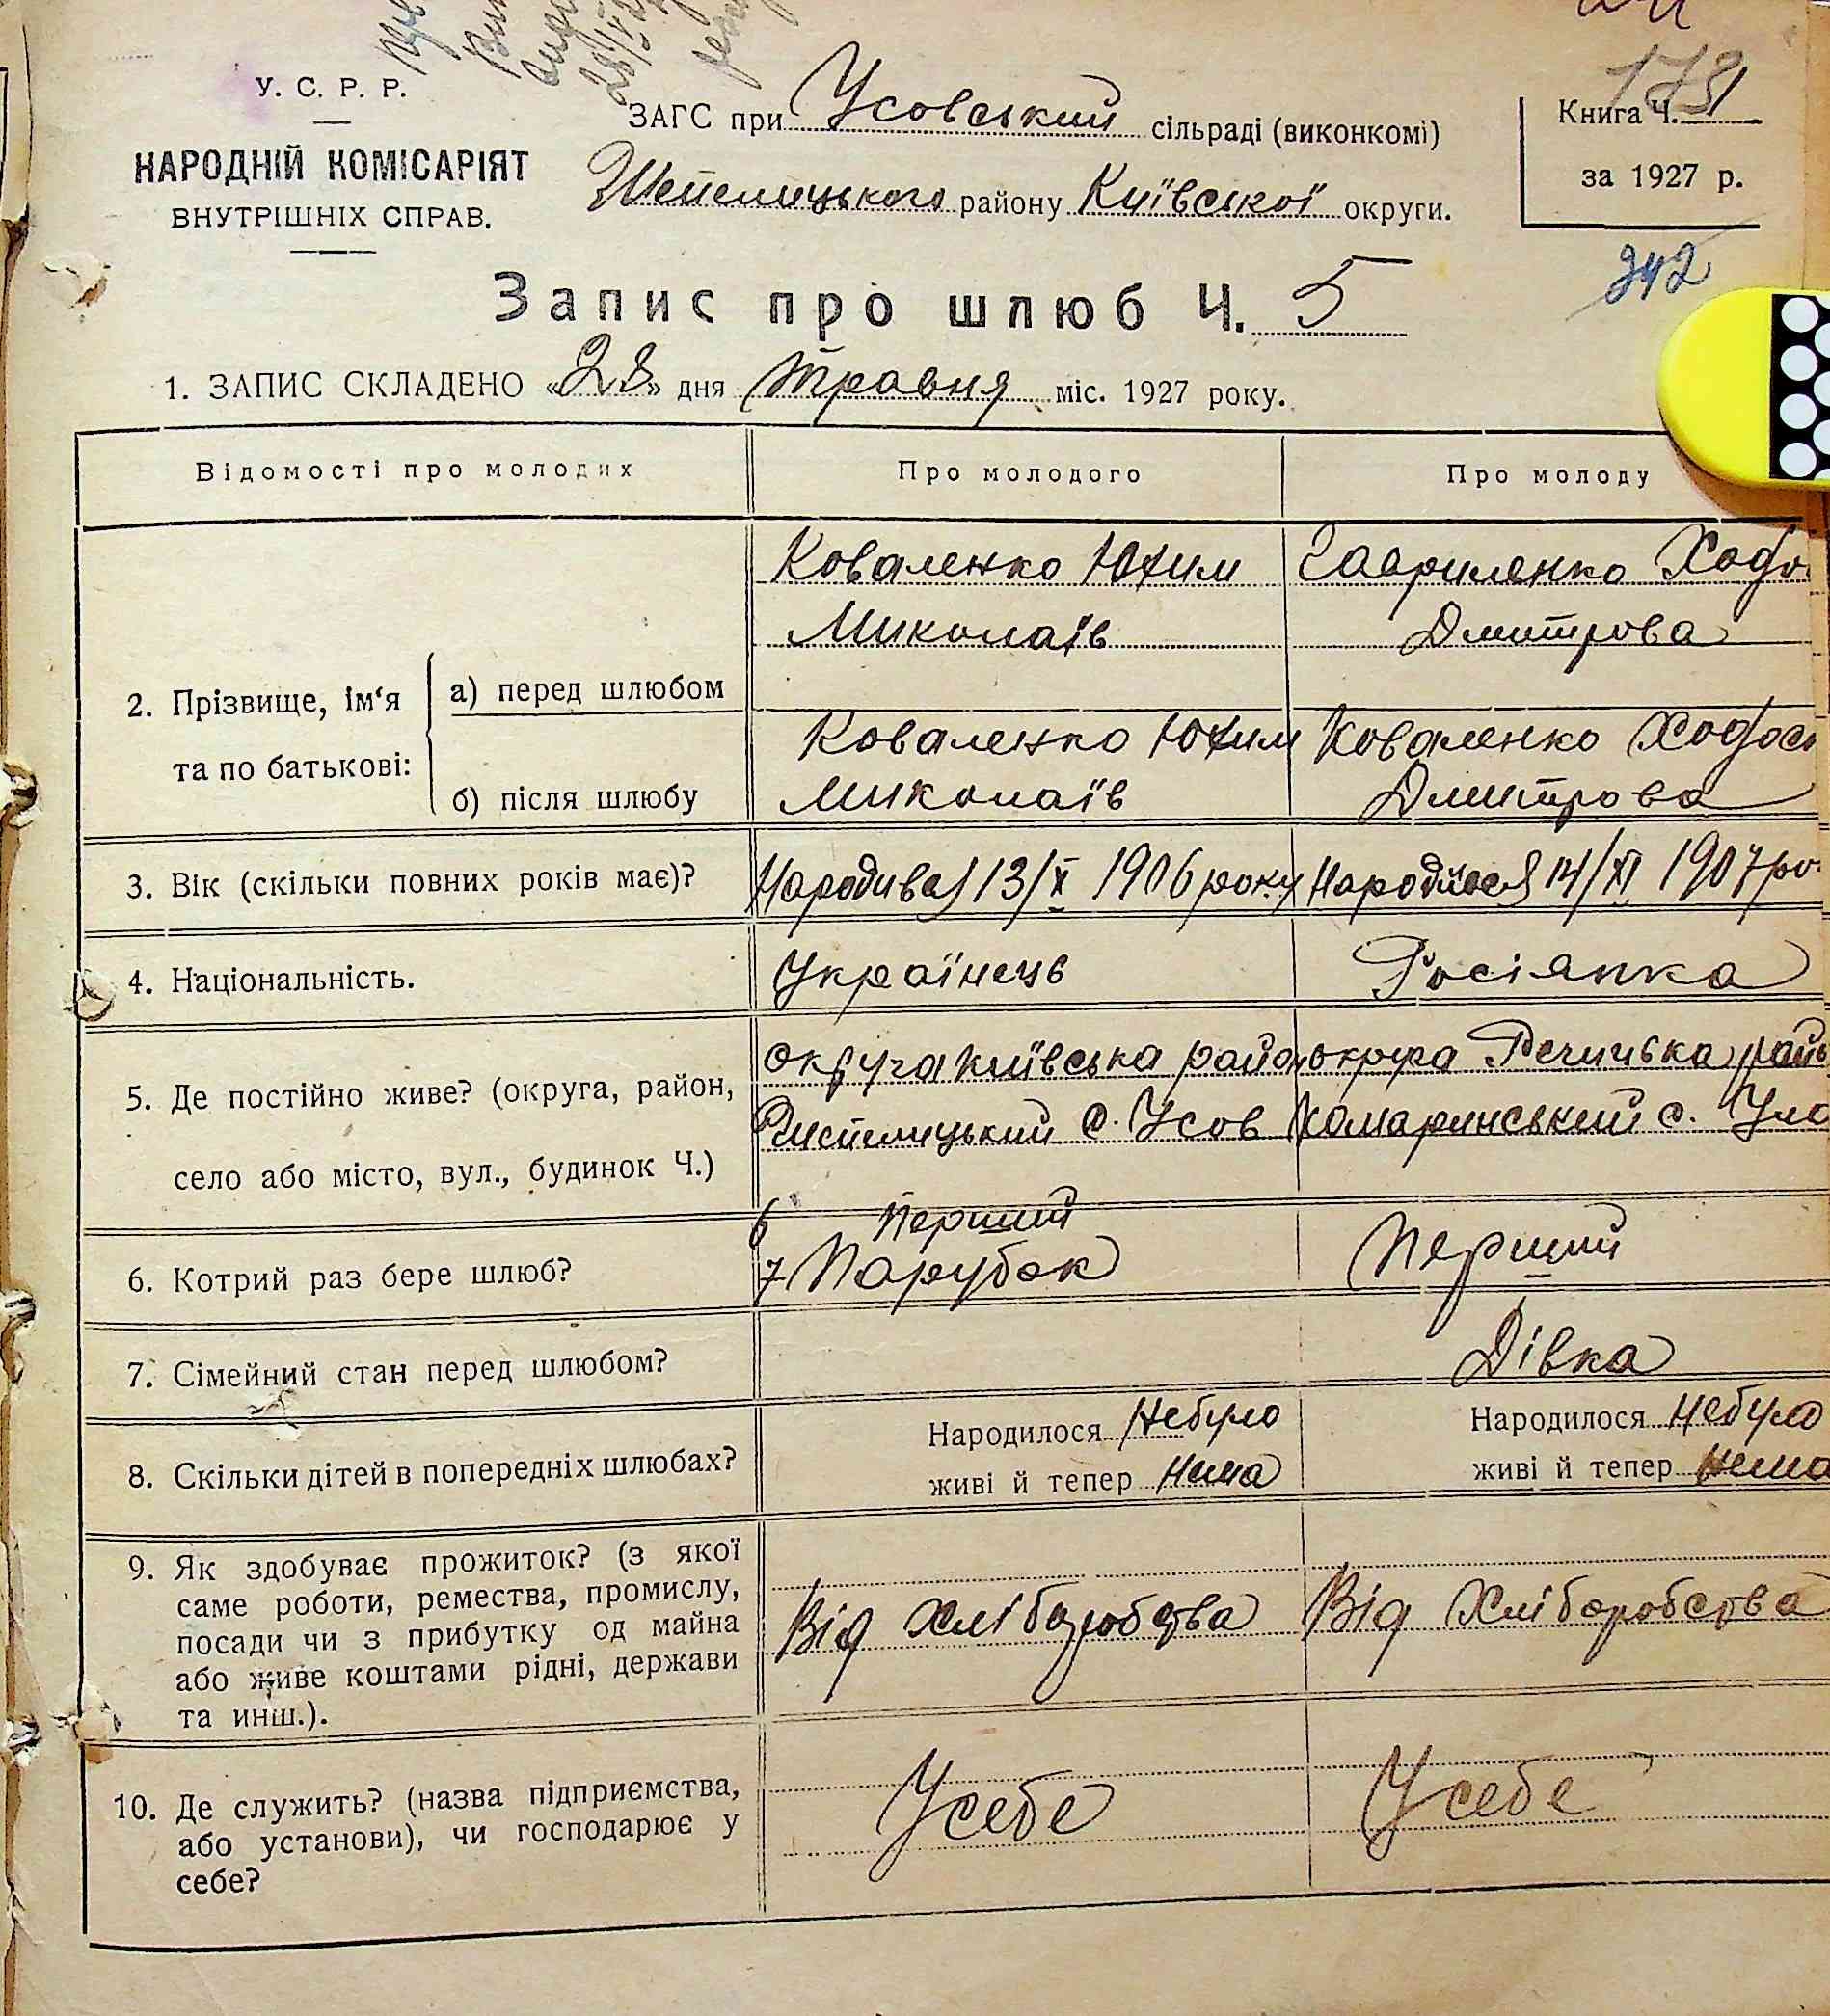 У. С. Р. Р.
НАРОДНІЙ КОМІСАРІЯТ
ВНУТРІШНІХ СПРАВ.
ЗАГС при Усовський сільраді (виконкомі)
Шепелицького району Київської округи.
Книга Ч.
за 1927 р.
342
Запис про шлюб Ч. 5
1. ЗАПИС СКЛАДЕНО «28» дня Травня міс. 1927 року.
Відомості про молодих
Про молодого
Про молоду
2. Прізвище, ім‘я
та по батькові:
а) перед шлюбом
Коваленко Юхим
Миколаїв
Гавриленко
Дмитрова
б) після шлюбу
Коваленко Юхим
Миколаїв
Коваленко
Дмитрова
3. Вік (скільки повних років має)?
Народивсь 13/X 1906 року
Народилася 14/XI 1907 ро
4. Національність.
Українець
Росіянка
5. Де постійно живе? (округа, район,
село або місто, вул., будинок Ч.)
округа Київська район
Шепелицький с. Усов
округа Речицька район
Комаринський с.
6. Котрий раз бере шлюб?
6 Перший
Перший
7. Сімейний стан перед шлюбом?
7 Парубок
Дівка
8. Скільки дітей в попередніх шлюбах?
Народилося Небуло
живі й тепер Нема
Народилося Небуло
живі й тепер Нема
9. Як здобуває прожиток? (з якої
саме роботи, ремества, промислу,
посади чи з прибутку од майна
або живе коштами рідні, держави
та инш.).
Від Хліборобства
Від Хліборобства
10. Де служить? (назва підприємства,
або установи), чи господарює у
себе?
Усебе
Усебе